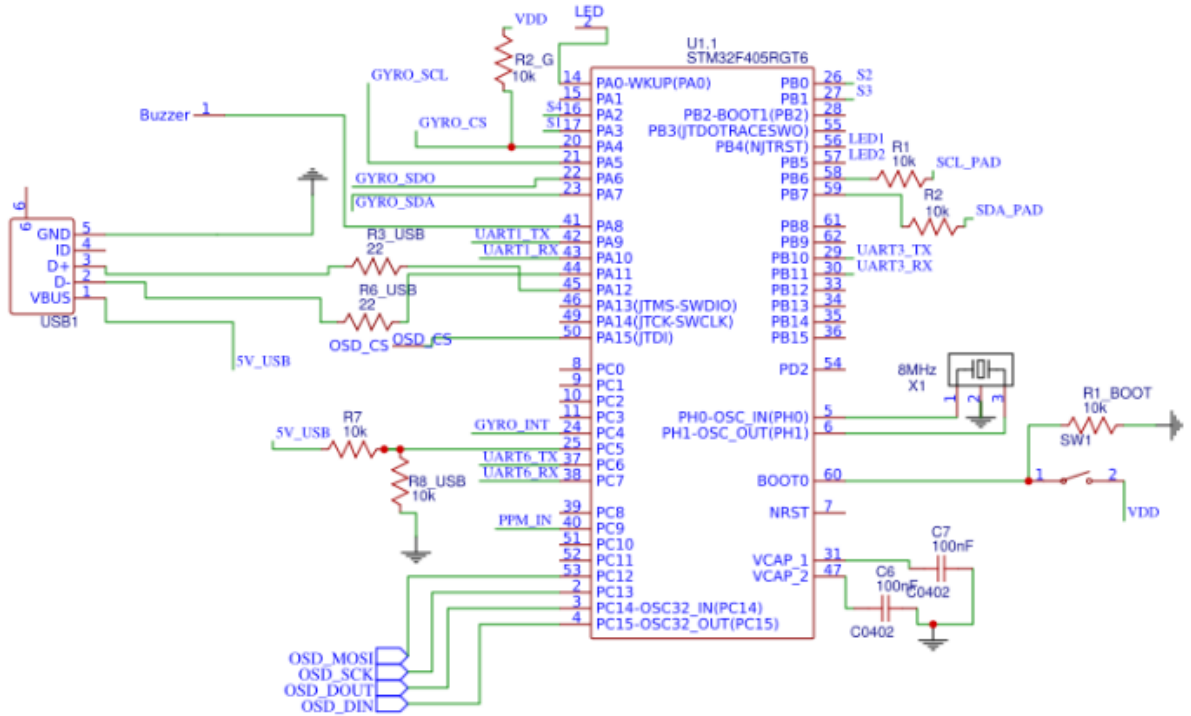 LED
2
VDD
R2_G
10k
U1.1
STM32F405RGT6
GYRO_SCL
Buzzer 1
GYRO_CS
GYRO_SDO
GYRO_SDA
14 PA0-WKUP(PA0)
15 PA1
S4 16 PA2
S1 17 PA3
20 PA4
21 PA5
22 PA6
23 PA7
41 PA8
UART1_TX 42 PA9
UART1_RX 43 PA10
44 PA11
45 PA12
46 PA13(JTMS-SWDIO)
49 PA14(JTCK-SWCLK)
50 PA15(JTDI)
8 PC0
9 PC1
10 PC2
11 PC3
GYRO_INT 24 PC4
25 PC5
UART6_TX 37 PC6
UART6_RX 38 PC7
39 PC8
PPM_IN 40 PC9
51 PC10
52 PC11
53 PC12
2 PC13
3 PC14-OSC32_IN(PC14)
4 PC15-OSC32_OUT(PC15)
PB0 26 S2
PB1 27 S3
PB2-BOOT1(PB2) 28
PB3(JTDOTRACESWO) 55
PB4(NJTRST) 56 LED1
PB5 57 LED2
PB6 58
PB7 59
PB8 61
PB9 62
PB10 29 UART3_TX
PB11 30 UART3_RX
PB12 33
PB13 34
PB14 35
PB15 36
PD2 54
PH0-OSC_IN(PH0) 5
PH1-OSC_OUT(PH1) 6
BOOT0 60
NRST 7
VCAP_1 31
VCAP_2 47
R1
10k
SCL_PAD
R2
10k
SDA_PAD
6
6
GND 5
ID 4
D+ 3
D- 2
VBUS 1
USB1
R3_USB
22
R6_USB
22
OSD_CS
OSD_CS
5V_USB
5V_USB
R7
10k
R8_USB
10k
8MHz
X1
1
2
3
R1_BOOT
10k
SW1
1
2
VDD
C7
100nF
C0402
C6
100nF
C0402
OSD_MOSI
OSD_SCK
OSD_DOUT
OSD_DIN